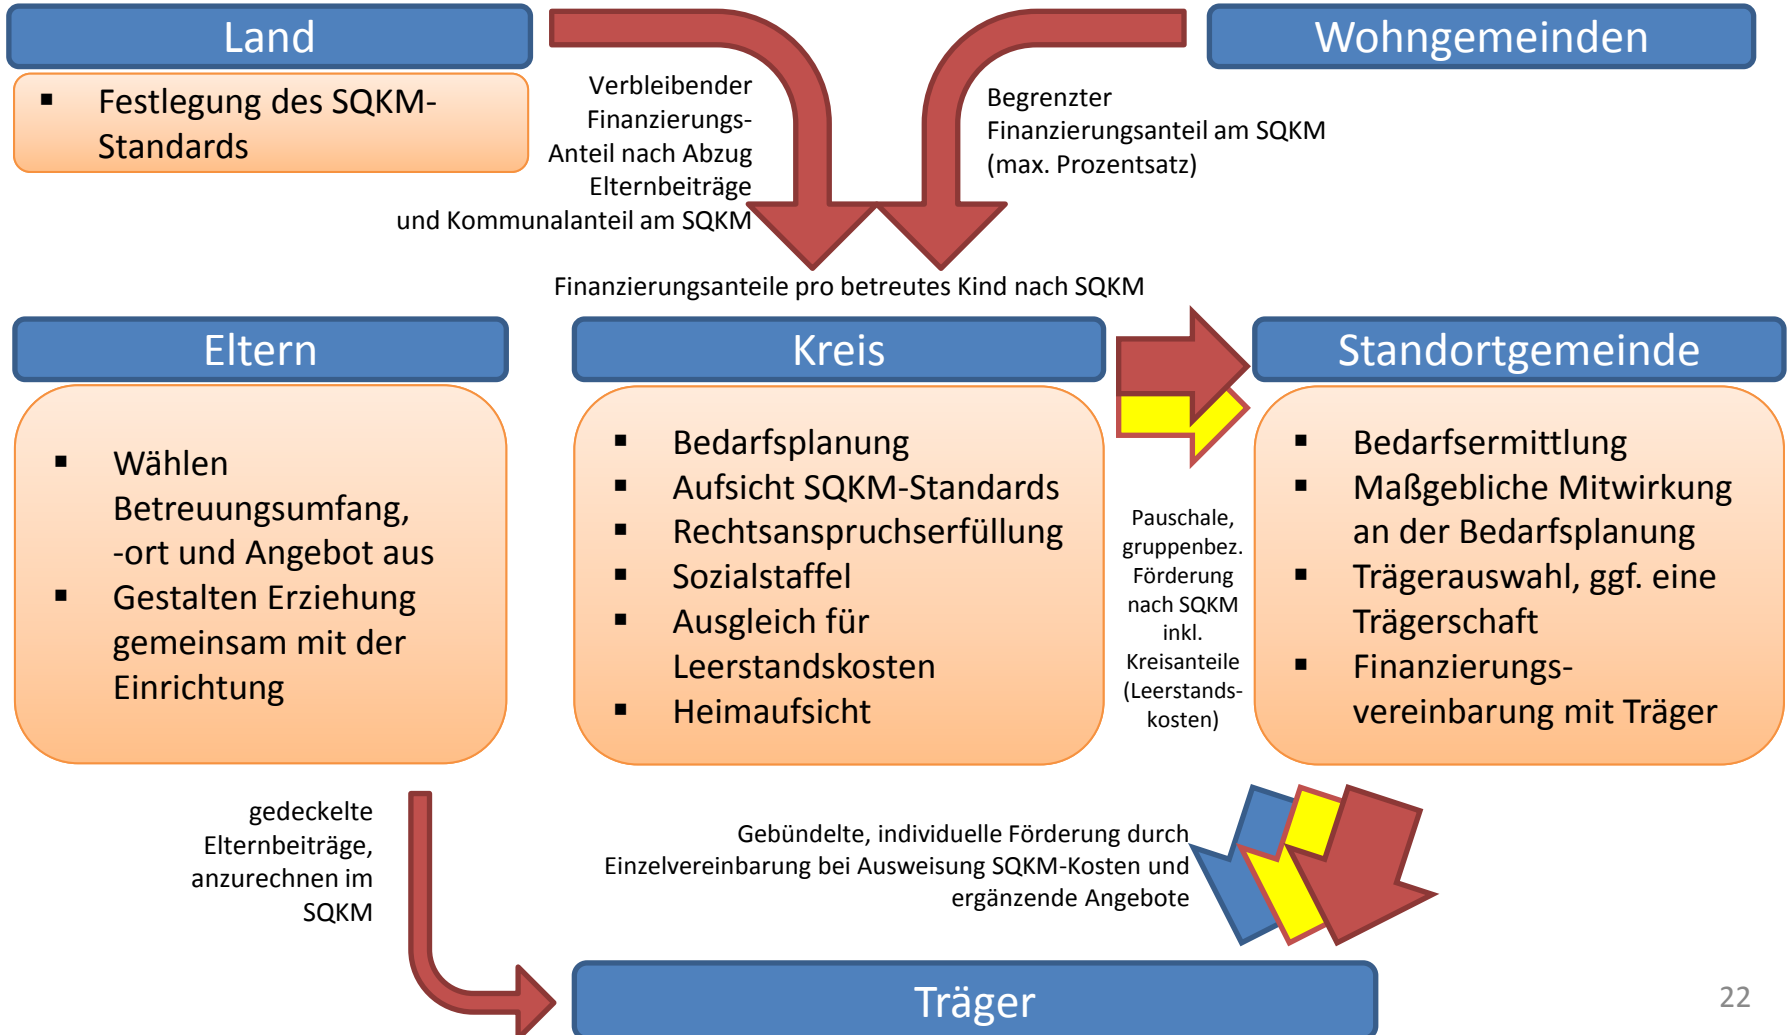 Land
Wohngemeinden
▪ Festlegung des SQKM-
Standards
Verbleibender
Finanzierungs-
Anteil nach Abzug
Elternbeiträge
und Kommunalanteil am SQKM
Begrenzter
Finanzierungsanteil am SQKM
(max. Prozentsatz)
Finanzierungsanteile pro betreutes Kind nach SQKM
Eltern
▪ Wählen
Betreuungsumfang,
-ort und Angebot aus
▪ Gestalten Erziehung
gemeinsam mit der
Einrichtung
Kreis
▪ Bedarfsplanung
▪ Aufsicht SQKM-Standards
▪ Rechtsanspruchserfüllung
▪ Sozialstaffel
▪ Ausgleich für
Leerstandskosten
▪ Heimaufsicht
Pauschale,
gruppenbez.
Förderung
nach SQKM
inkl.
Kreisanteile
(Leerstands-
kosten)
Standortgemeinde
▪ Bedarfsermittlung
▪ Maßgebliche Mitwirkung
an der Bedarfsplanung
▪ Trägerauswahl, ggf. eine
Trägerschaft
▪ Finanzierungs-
vereinbarung mit Träger
gedeckelte
Elternbeiträge,
anzurechnen im
SQKM
Gebündelte, individuelle Förderung durch
Einzelvereinbarung bei Ausweisung SQKM-Kosten und
ergänzende Angebote
Träger
22